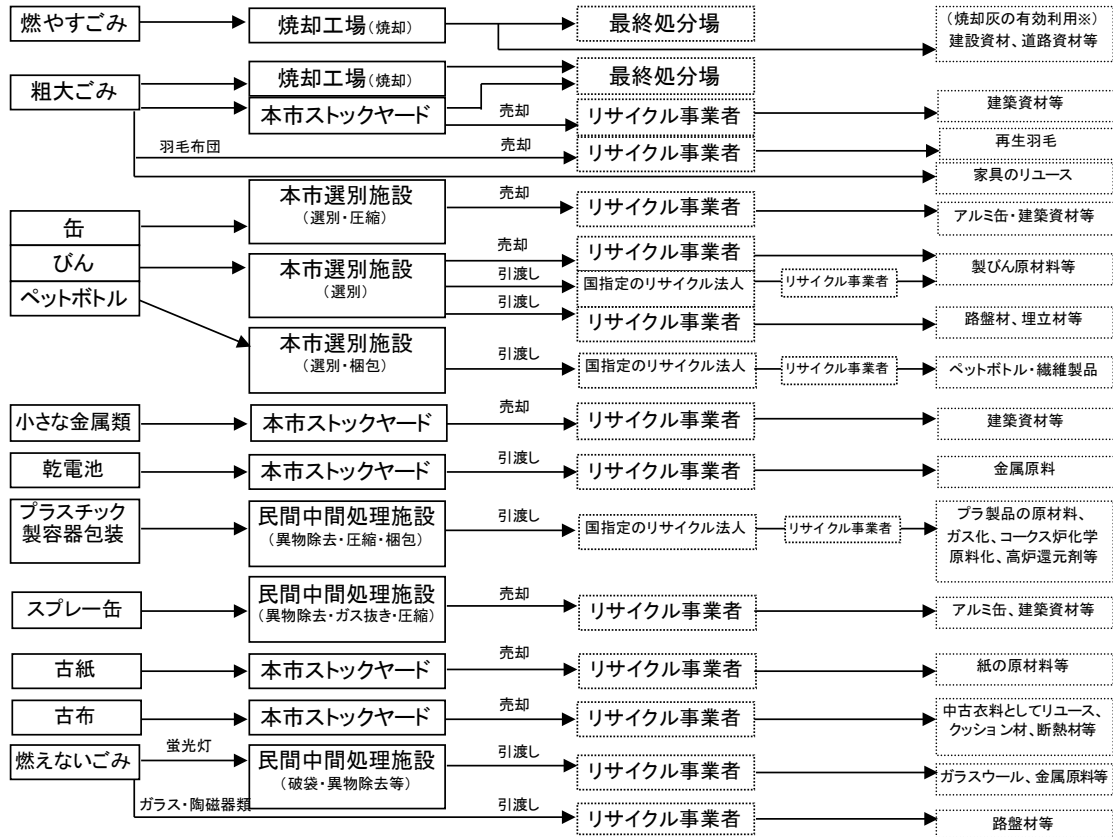 燃やすごみ
焼却工場(焼却)
最終処分場
(焼却灰の有効利用※)
建設資材、道路資材等
粗大ごみ
焼却工場(焼却)
最終処分場
本市ストックヤード
売却
リサイクル事業者
建築資材等
羽毛布団
売却
リサイクル事業者
再生羽毛
家具のリユース
缶
本市選別施設
(選別・圧縮)
売却
リサイクル事業者
アルミ缶・建築資材等
びん
本市選別施設
(選別)
売却
リサイクル事業者
製びん原材料等
引渡し
国指定のリサイクル法人
リサイクル事業者
引渡し
リサイクル事業者
路盤材、埋立材等
ペットボトル
本市選別施設
(選別・梱包)
引渡し
国指定のリサイクル法人
リサイクル事業者
ペットボトル・繊維製品
小さな金属類
本市ストックヤード
売却
リサイクル事業者
建築資材等
乾電池
本市ストックヤード
引渡し
リサイクル事業者
金属原料
プラスチック
製容器包装
民間中間処理施設
(異物除去・圧縮・梱包)
引渡し
国指定のリサイクル法人
リサイクル事業者
プラ製品の原材料、
ガス化、コークス炉化学
原料化、高炉還元剤等
スプレー缶
民間中間処理施設
(異物除去・ガス抜き・圧縮)
売却
リサイクル事業者
アルミ缶、建築資材等
古紙
本市ストックヤード
売却
リサイクル事業者
紙の原材料等
古布
本市ストックヤード
売却
リサイクル事業者
中古衣料としてリユース、
クッション材、断熱材等
燃えないごみ
蛍光灯
民間中間処理施設
(破袋・異物除去等)
引渡し
リサイクル事業者
ガラスウール、金属原料等
ガラス・陶磁器類
引渡し
リサイクル事業者
路盤材等